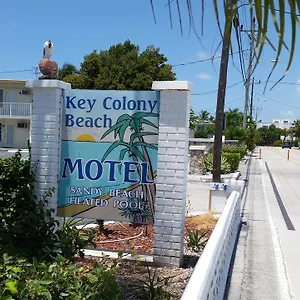 Key Colony
Beach
MOTEL
SANDY BEACH
HEATED POOL